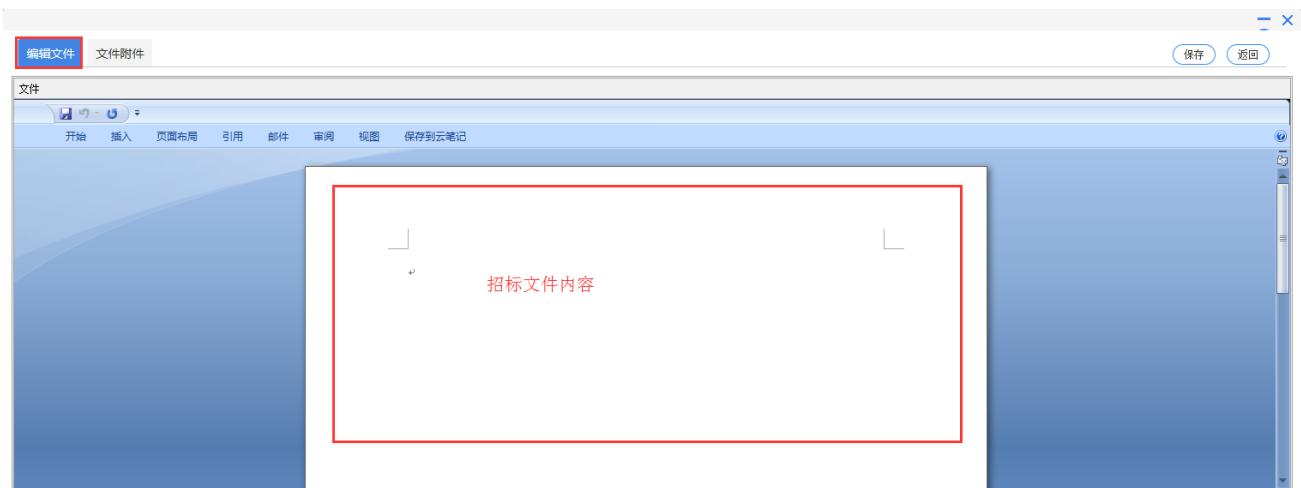 编辑文件 文件附件 保存 返回
文件
开始 插入 页面布局 引用 邮件 审阅 视图 保存到云笔记
招标文件内容